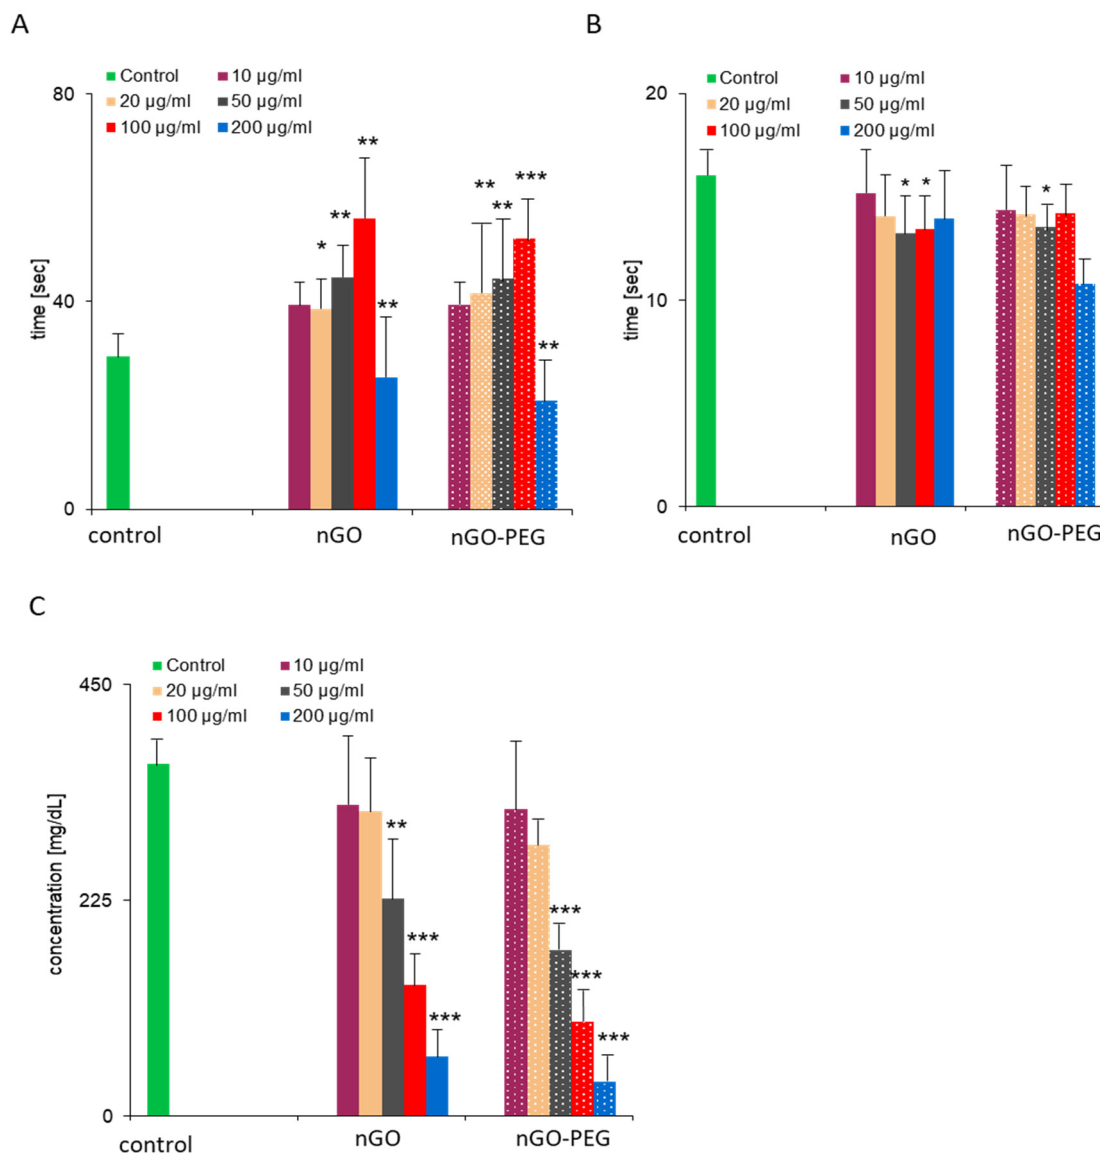 A
Control 10 µg/ml
20 µg/ml 50 µg/ml
100 µg/ml 200 µg/ml
80
40
0
time [sec]
**
***
**
**
**
*
**
**
control nGO nGO-PEG
B
Control 10 µg/ml
20 µg/ml 50 µg/ml
100 µg/ml 200 µg/ml
20
10
0
time [sec]
* * *
control nGO nGO-PEG
C
Control 10 µg/ml
20 µg/ml 50 µg/ml
100 µg/ml 200 µg/ml
450
225
0
concentration [mg/dL]
**
***
***
***
***
***
control nGO nGO-PEG